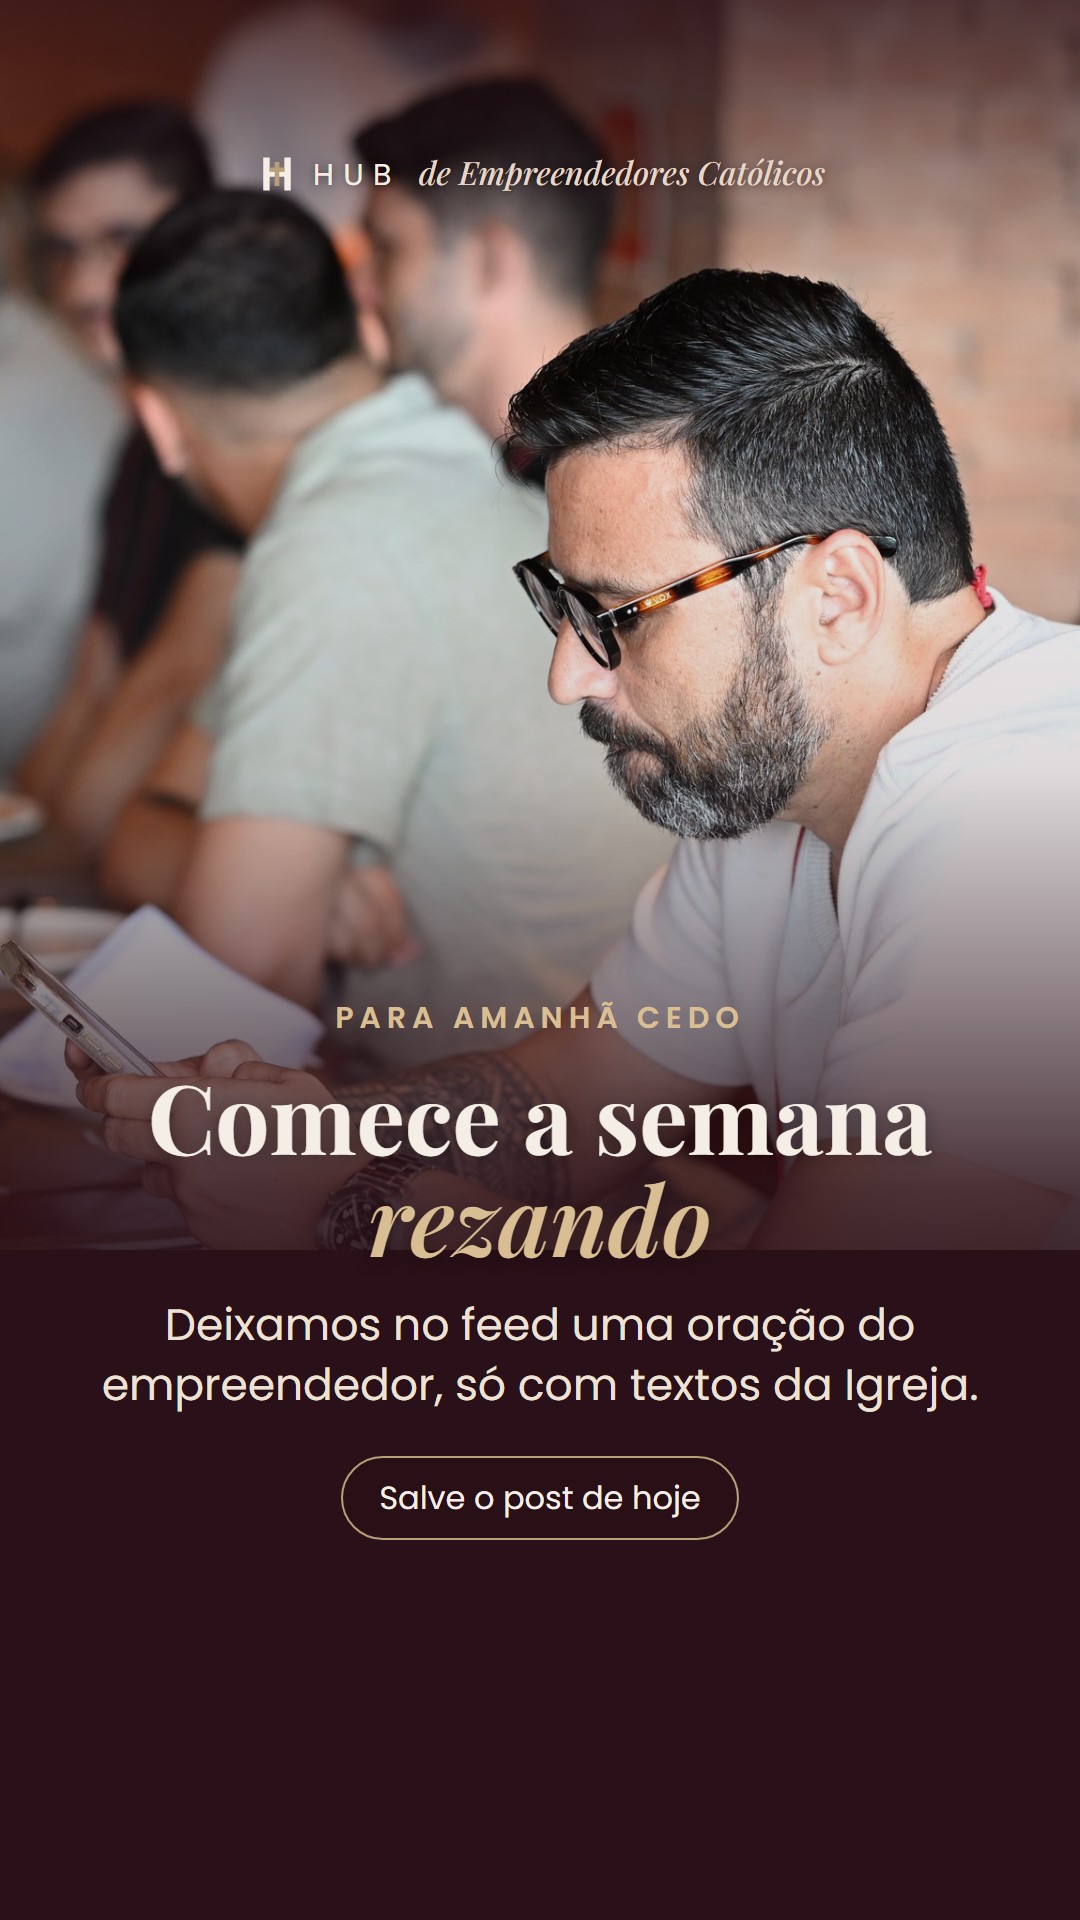 HUB de Empreendedores Católicos
VOX
PARA AMANHÃ CEDO
Comece a semana
rezando
Deixamos no feed uma oração do
empreendedor, só com textos da Igreja.
Salve o post de hoje